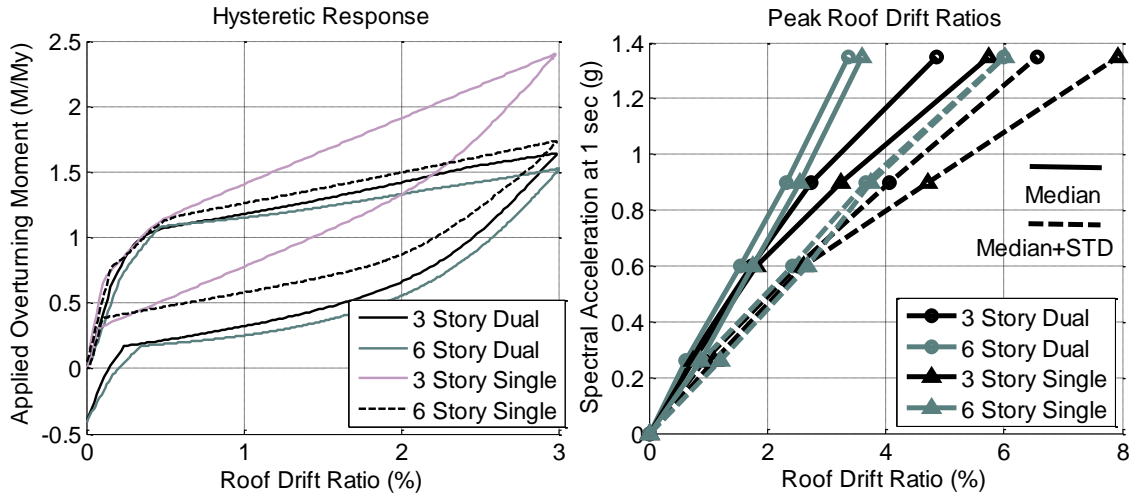 Hysteretic Response
Applied Overturning Moment (M/My)
2.5
2
1.5
1
0.5
0
-0.5
0
1
2
3
Roof Drift Ratio (%)
3 Story Dual
6 Story Dual
3 Story Single
6 Story Single
Peak Roof Drift Ratios
Spectral Acceleration at 1 sec (g)
1.4
1.2
1
0.8
0.6
0.4
0.2
0
0
2
4
6
8
Roof Drift Ratio (%)
Median
Median+STD
3 Story Dual
6 Story Dual
3 Story Single
6 Story Single